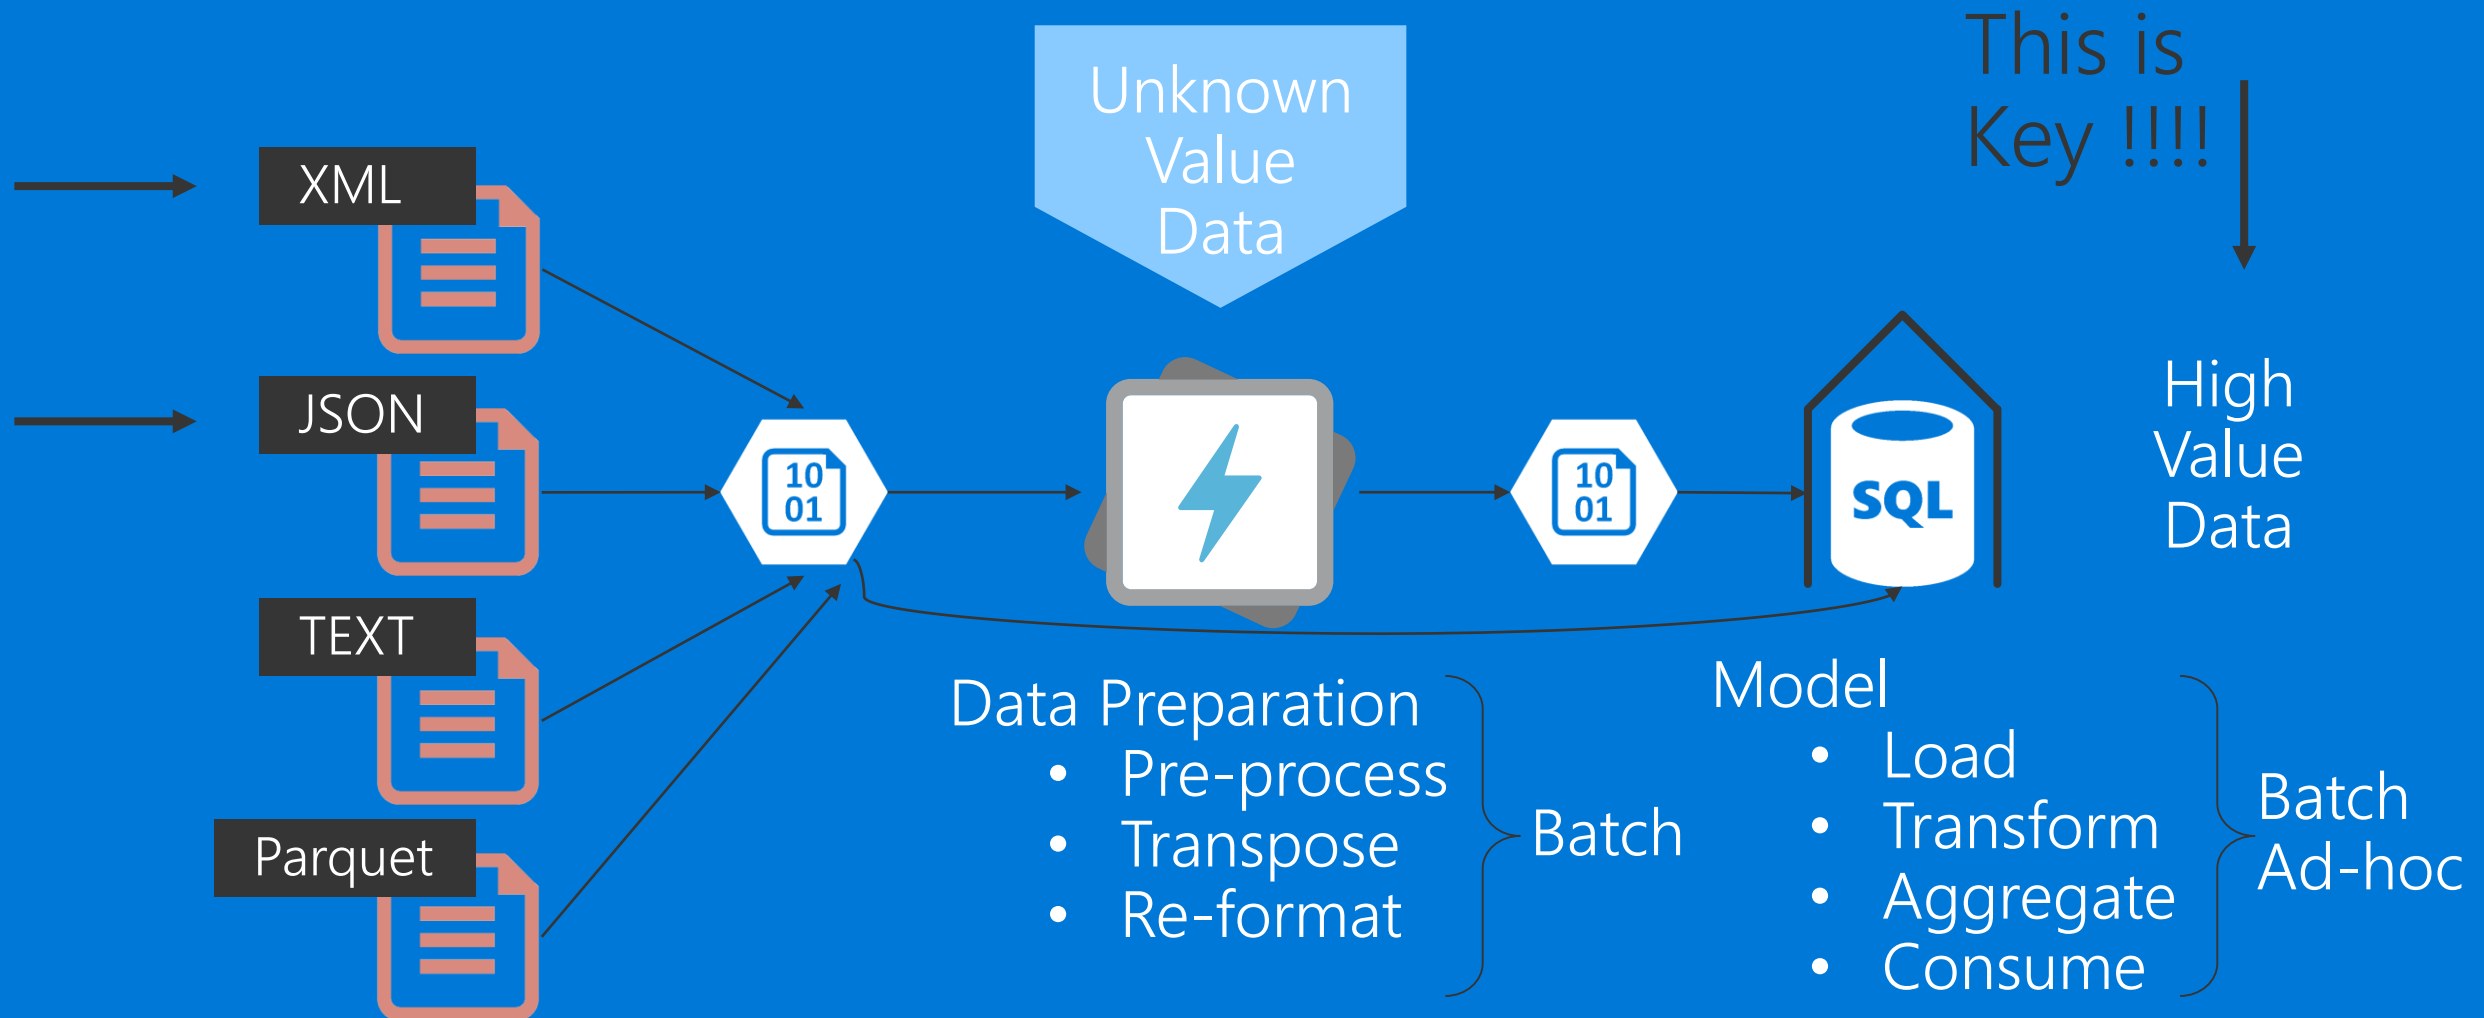 This is
Key !!!!
Unknown
Value
Data
XML
JSON
TEXT
Parquet
10
01
10
01
SQL
High
Value
Data
Data Preparation
• Pre-process
• Transpose
• Re-format
Batch
Model
• Load
• Transform
• Aggregate
• Consume
Batch
Ad-hoc